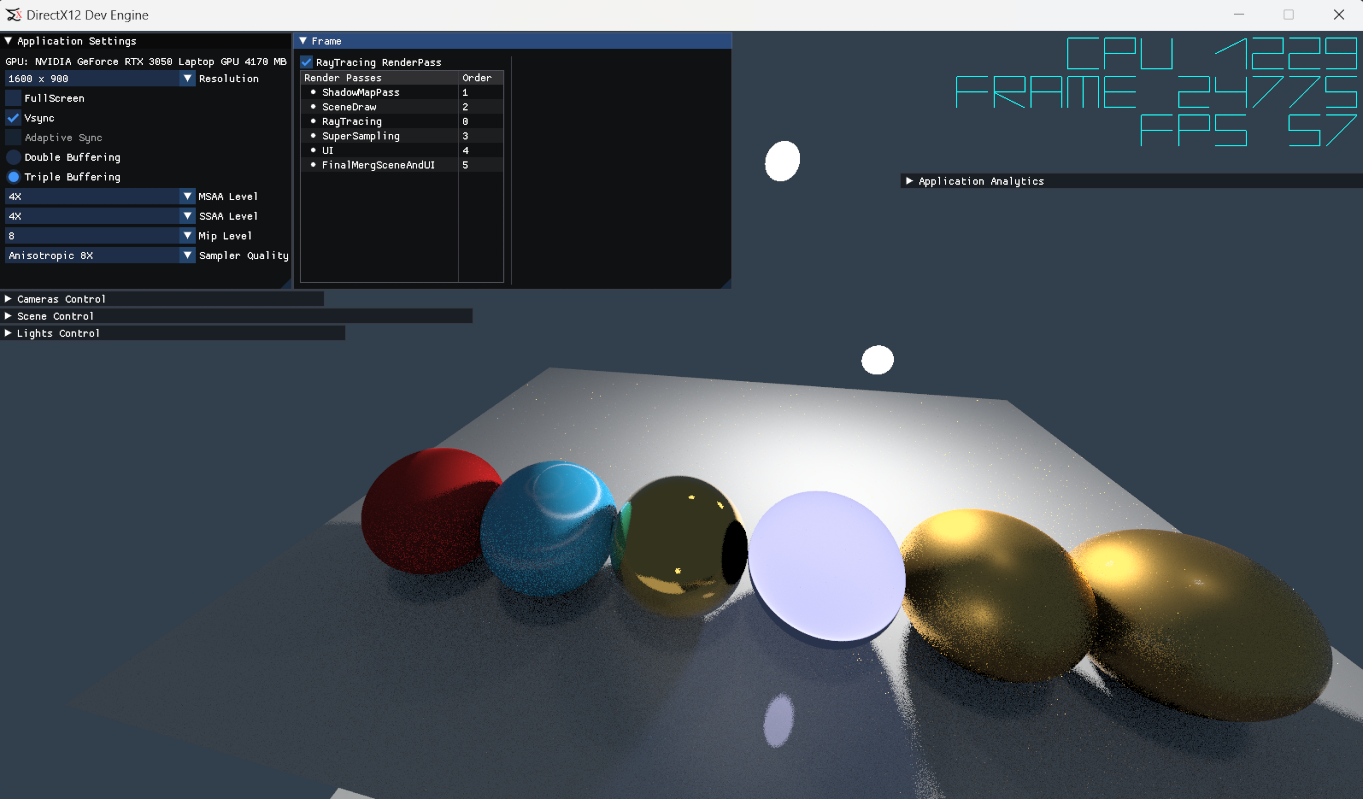 DirectX12 Dev Engine
Application Settings
GPU: NVIDIA GeForce RTX 3050 Laptop GPU 4170 MB
1600 x 900 Resolution
FullScreen
Vsync
Adaptive Sync
Double Buffering
Triple Buffering
4X MSAA Level
4X SSAA Level
8 Mip Level
Anisotropic 8X Sampler Quality
Frame
RayTracing RenderPass
Render Passes Order
ShadowMapPass 1
SceneDraw 2
RayTracing 0
SuperSampling 3
UI 4
FinalMergSceneAndUI 5
CPU 1229
FRAME 24775
FPS 57
Application Analytics
Cameras Control
Scene Control
Lights Control